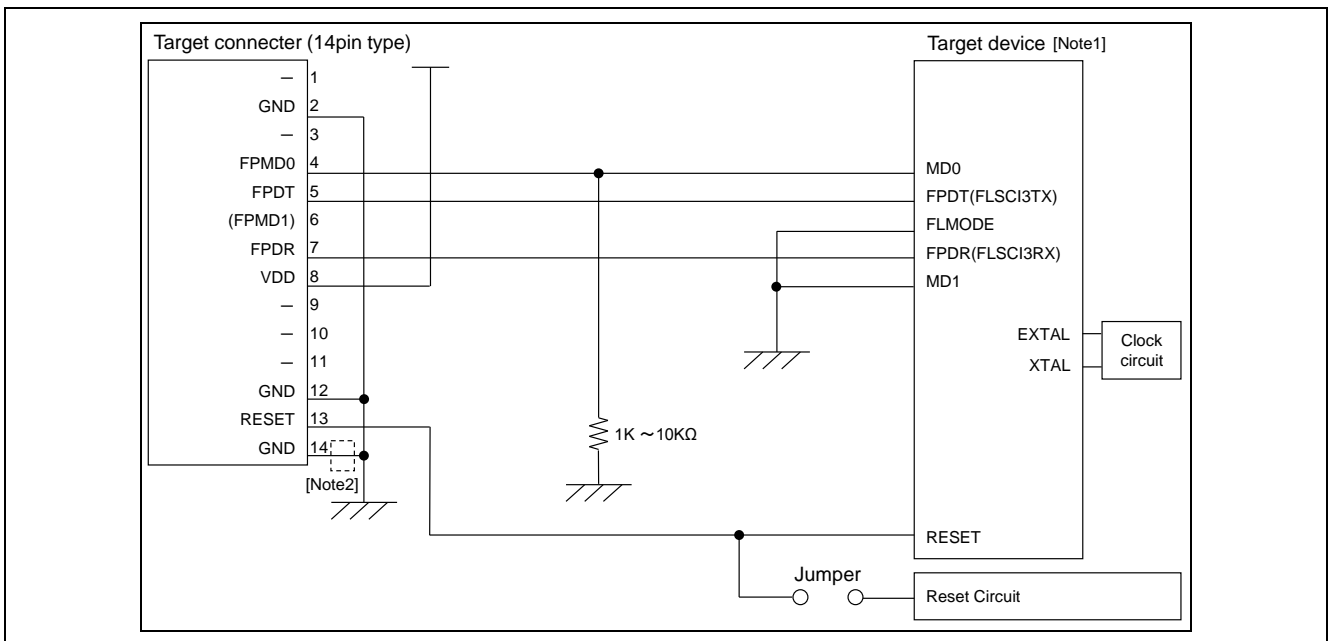 Target connecter (14pin type)
Target device [Note1]
– 1
GND 2
– 3
FPMD0 4
FPDT 5
(FPMD1) 6
FPDR 7
VDD 8
– 9
– 10
– 11
GND 12
RESET 13
GND 14
[Note2]
1K ～10KΩ
MD0
FPDT(FLSCI3TX)
FLMODE
FPDR(FLSCI3RX)
MD1
EXTAL
XTAL
Clock
circuit
RESET
Jumper
Reset Circuit